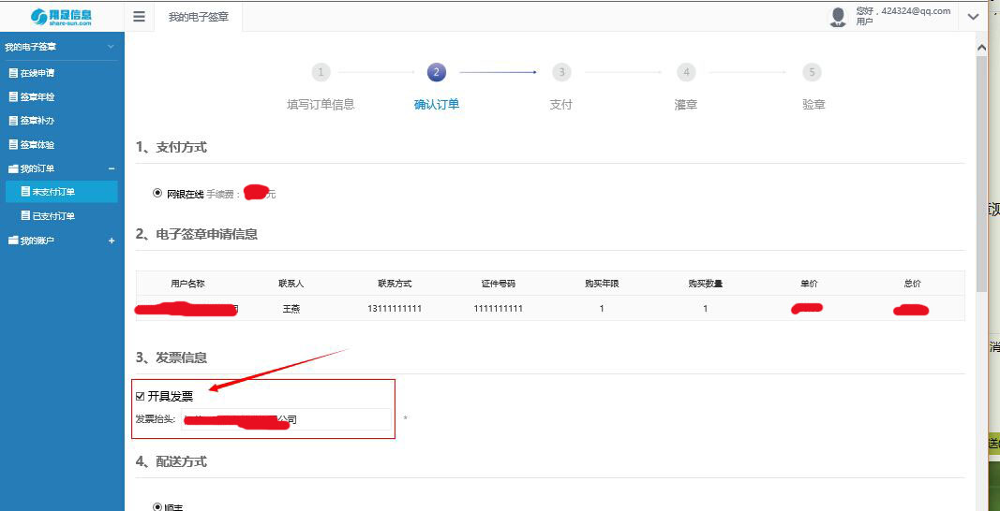 翔晟信息
share-sun.com
我的电子签章
您好，424324@qq.com
用户
我的电子签章
在线申请
签章年检
签章补办
签章体验
我的订单
未支付订单
已支付订单
我的账户
1 2 3 4 5
填写订单信息 确认订单 支付 灌章 验章
1、支付方式
网银在线 手续费： 元
2、电子签章申请信息
用户名称 联系人 联系方式 证件号码 购买年限 购买数量 单价 总价
王燕 13111111111 1111111111 1 1
3、发票信息
开具发票
发票抬头: 公司 *
4、配送方式
顺丰
消
送